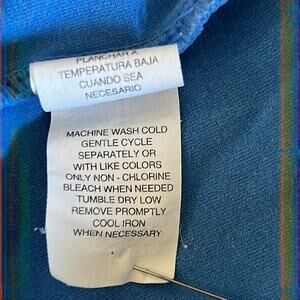 PLANCHAR A
TEMPERATURA BAJA
CUANDO SEA
NECESARIO
MACHINE WASH COLD
GENTLE CYCLE
SEPARATELY OR
WITH LIKE COLORS
ONLY NON - CHLORINE
BLEACH WHEN NEEDED
TUMBLE DRY LOW
REMOVE PROMPTLY
COOL IRON
WHEN NECESSARY